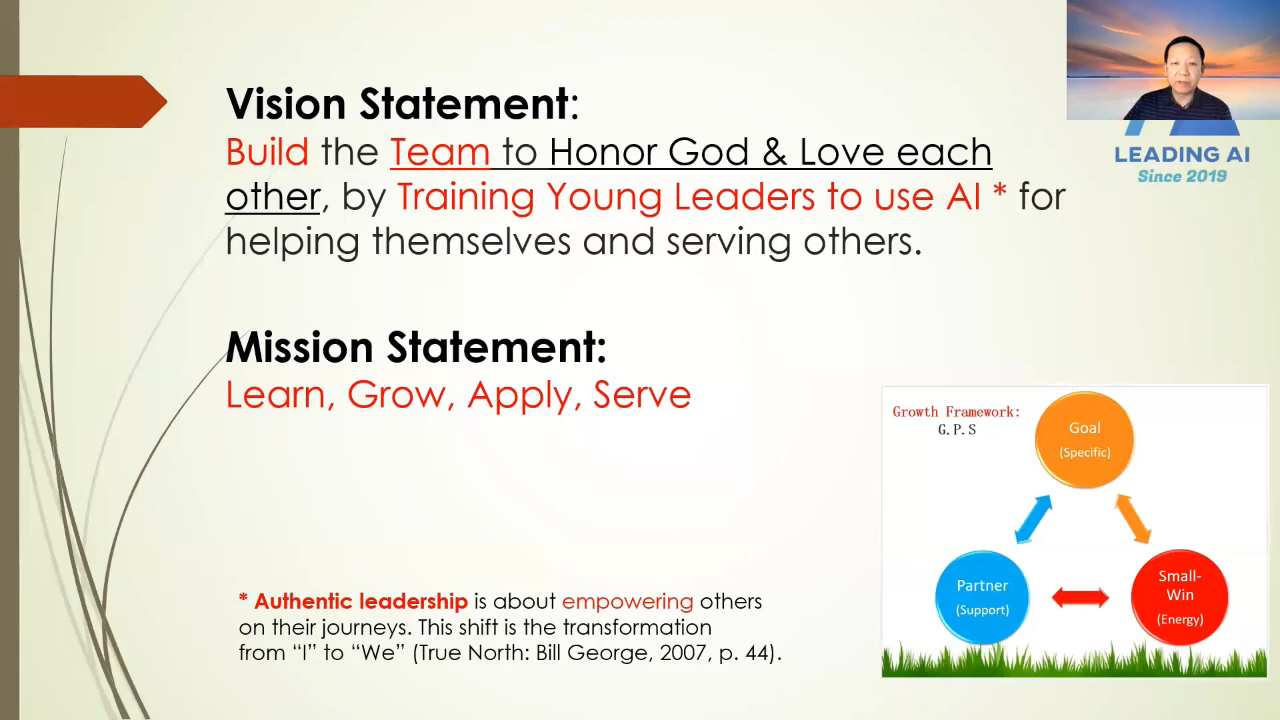 Vision Statement:
Build the Team to Honor God & Love each
other, by Training Young Leaders to use AI * for
helping themselves and serving others.
LEADING AI
Since 2019
Mission Statement:
Learn, Grow, Apply, Serve
Growth Framework:
G.P.S
Goal
(Specific)
Partner
(Support)
Small-
Win
(Energy)
* Authentic leadership is about empowering others
on their journeys. This shift is the transformation
from “I” to “We” (True North: Bill George, 2007, p. 44).